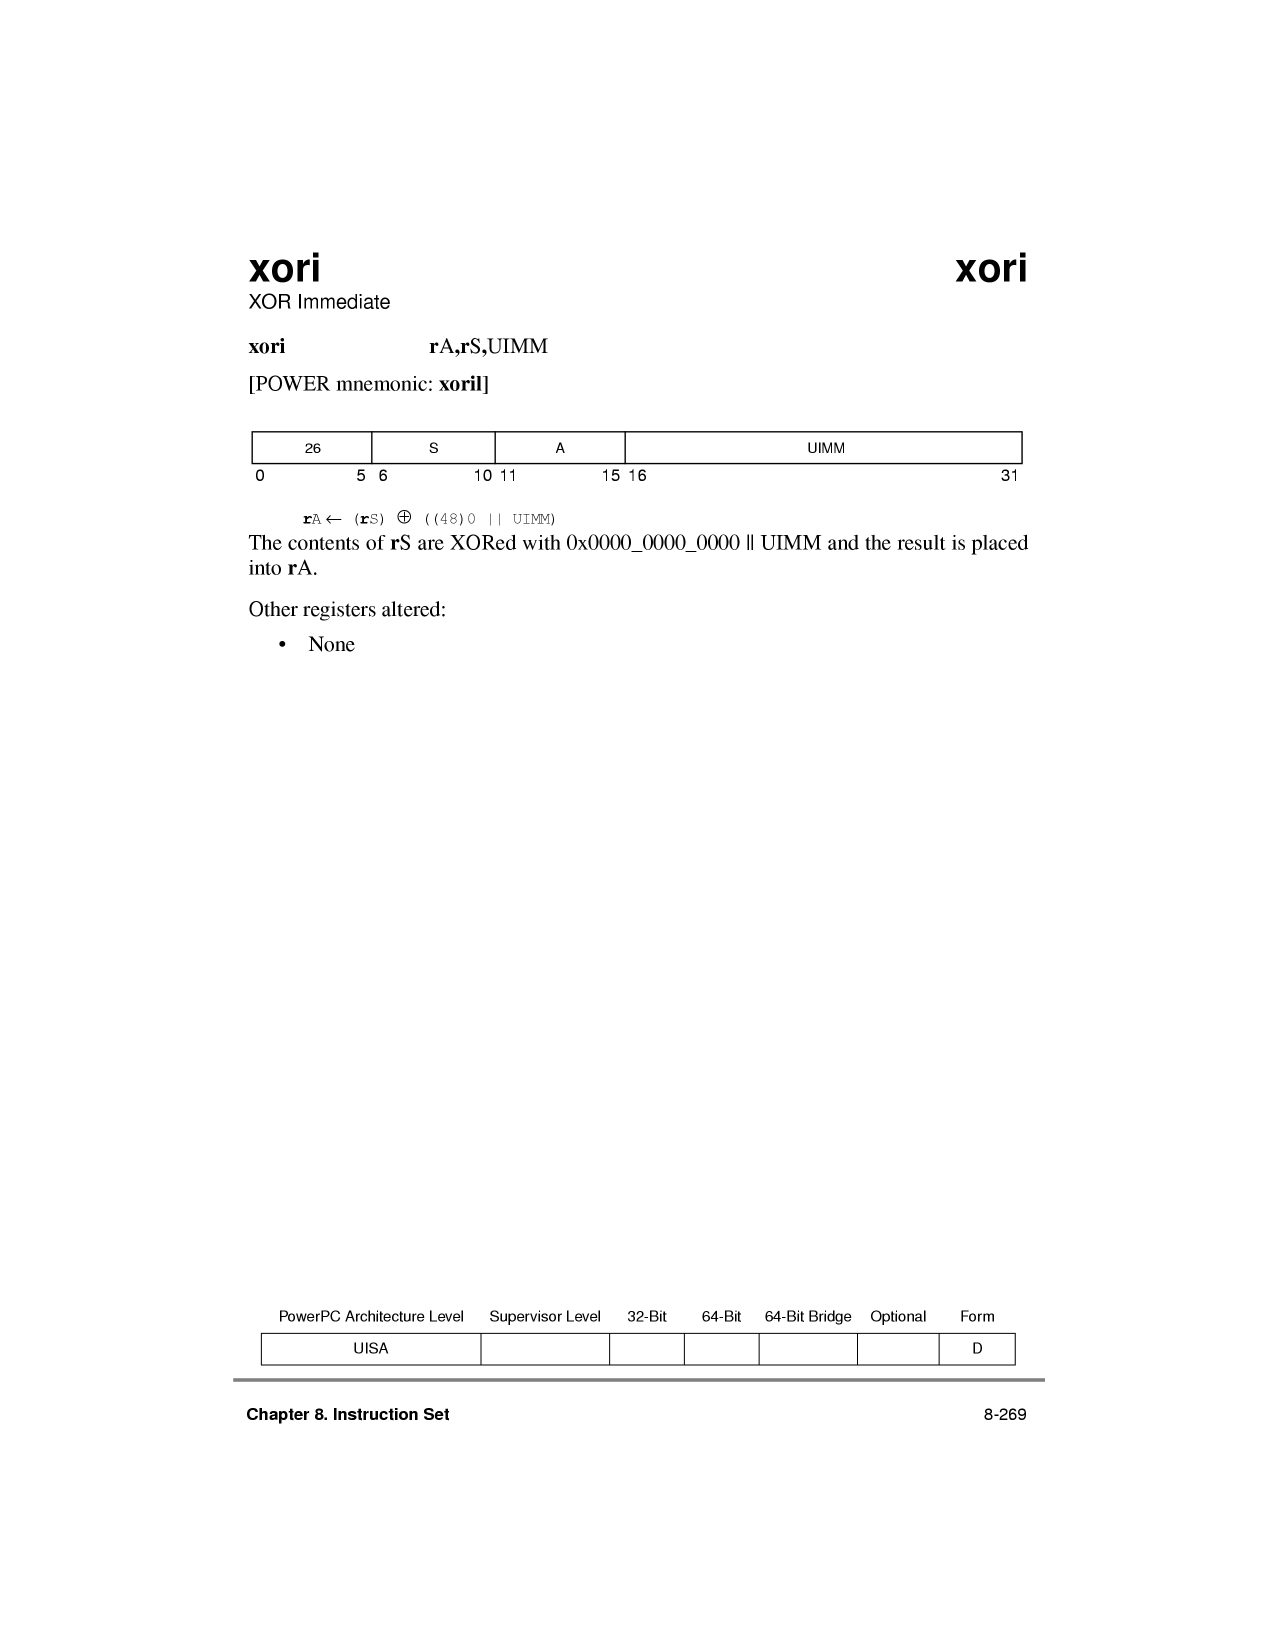 xori xori
XOR Immediate
xori rA,rS,UIMM
[POWER mnemonic: xoril]
26 S A UIMM
0 5 6 10 11 15 16 31
rA ← (rS) ⊕ ((48)0 || UIMM)
The contents of rS are XORed with 0x0000_0000_0000 || UIMM and the result is placed
into rA.
Other registers altered:
• None
PowerPC Architecture Level Supervisor Level 32-Bit 64-Bit 64-Bit Bridge Optional Form
UISA D
Chapter 8. Instruction Set 8-269